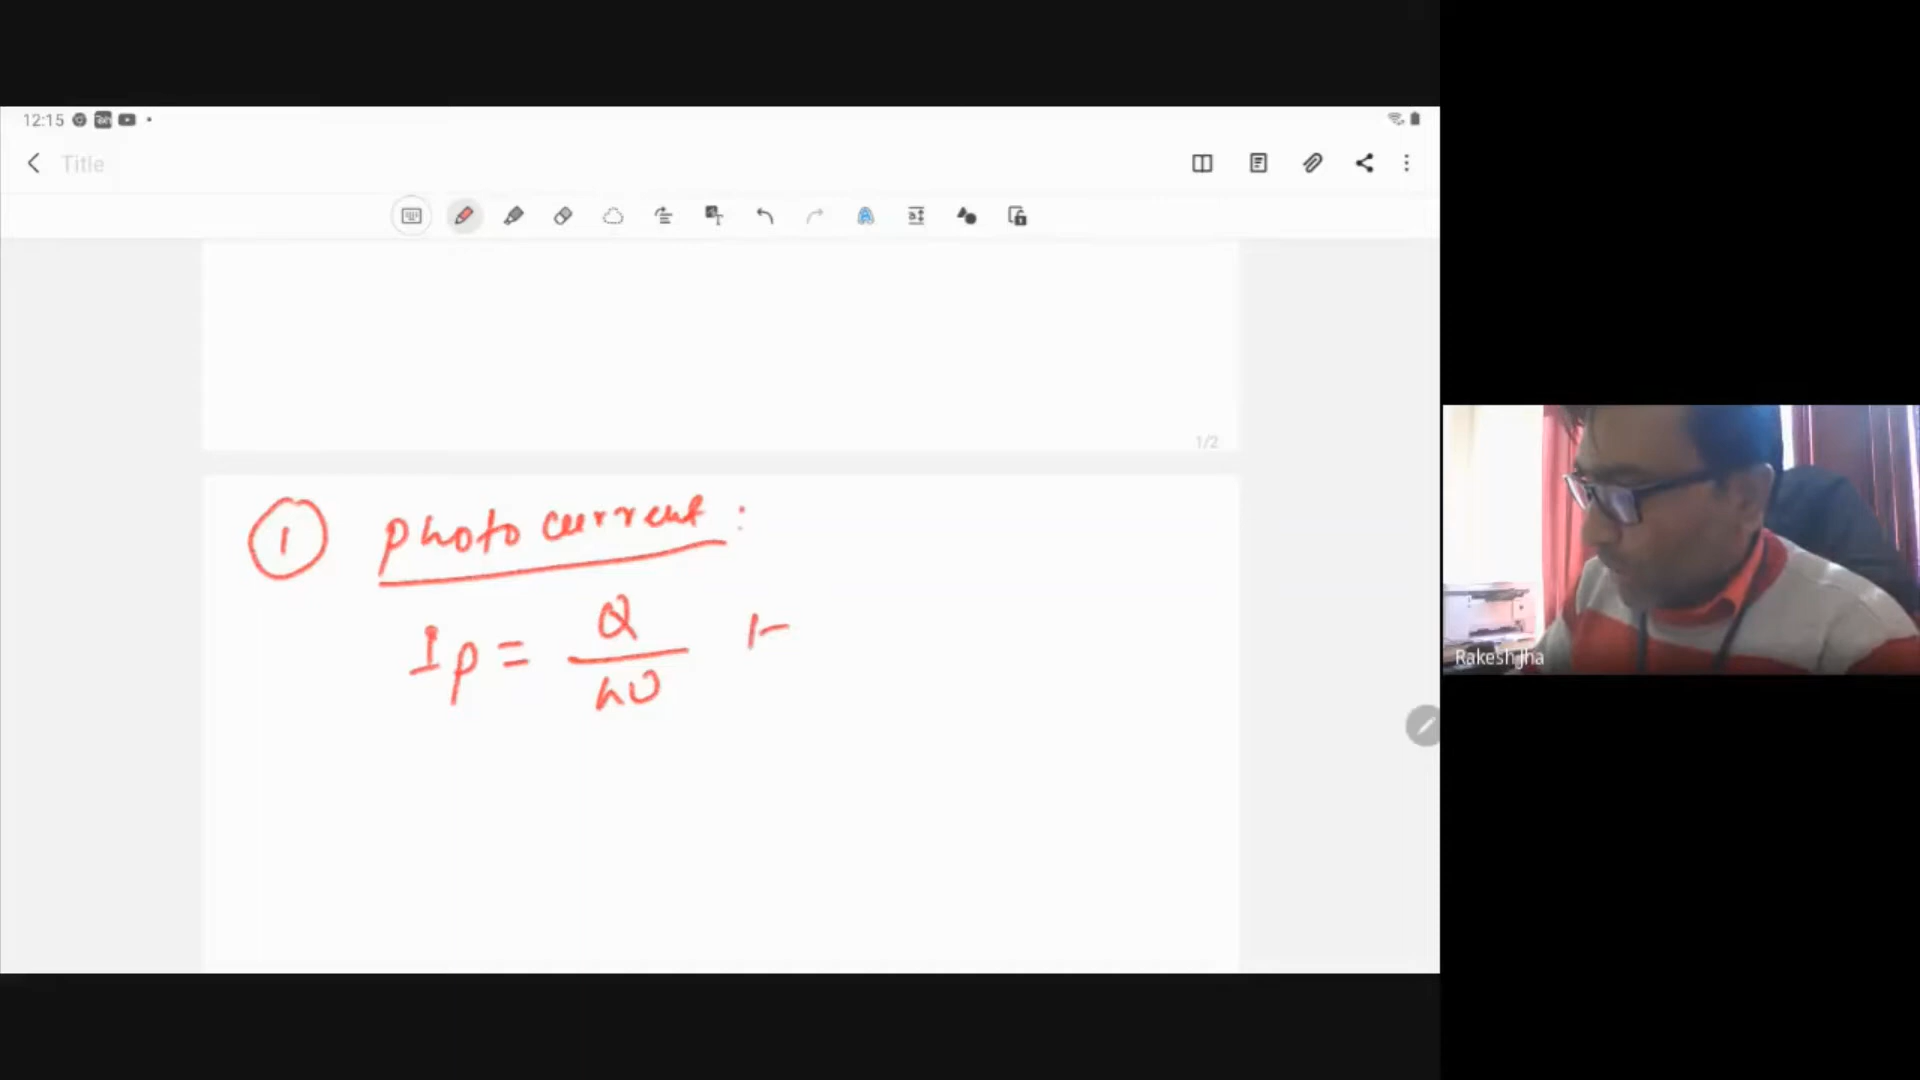 12:15
Title
1/2
1 Photo current :
Ip = Q
hυ
Rakesh Jha